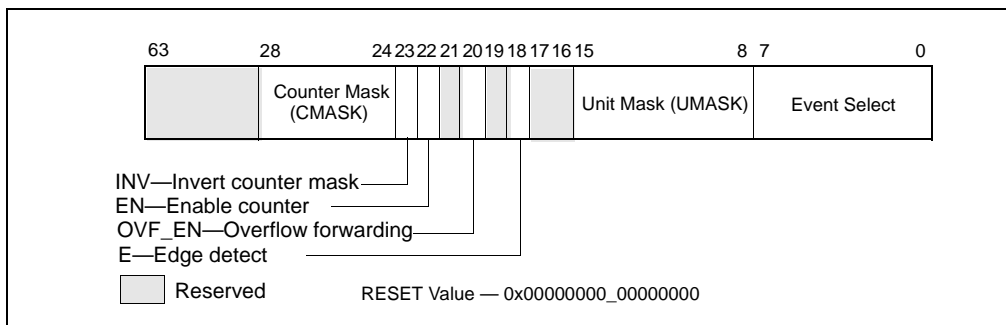 63 28 24 23 22 21 20 19 18 17 16 15 8 7 0
Counter Mask
(CMASK)
Unit Mask (UMASK)
Event Select
INV—Invert counter mask
EN—Enable counter
OVF_EN—Overflow forwarding
E—Edge detect
Reserved
RESET Value — 0x00000000_00000000